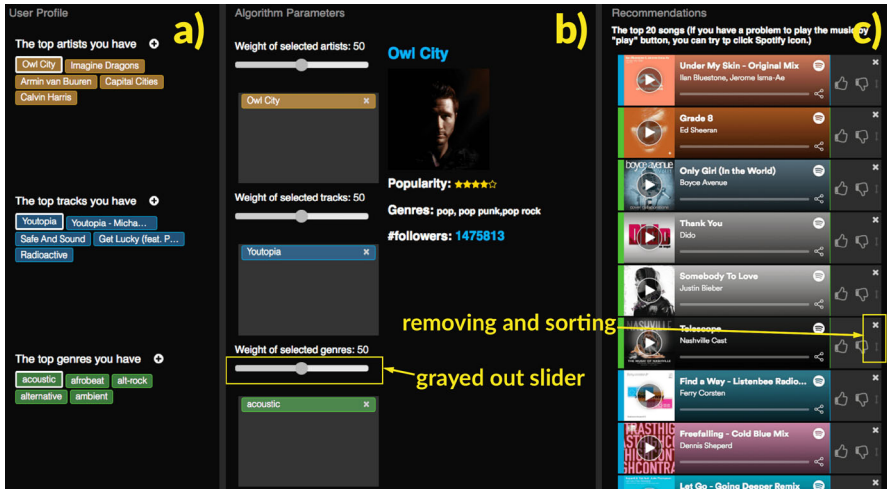 User Profile
a)
The top artists you have
Owl City
Imagine Dragons
Armin van Buuren
Capital Cities
Calvin Harris
The top tracks you have
Youtopia
Youtopia - Micha...
Safe And Sound
Get Lucky (feat. P...
Radioactive
The top genres you have
acoustic
afrobeat
alt-rock
alternative
ambient
Algorithm Parameters
b)
Weight of selected artists: 50
Owl City
Weight of selected tracks: 50
Youtopia
Weight of selected genres: 50
acoustic
Owl City
Popularity:
Genres: pop, pop punk,pop rock
#followers: 1475813
removing and sorting
grayed out slider
Recommendations
c)
The top 20 songs (If you have a problem to play the music by
"play" button, you can try tp click Spotify icon.)
Under My Skin - Original Mix
Ilan Bluestone, Jerome Isma-Ae
Grade 8
Ed Sheeran
boyce avenue
Only Girl (In the World)
Boyce Avenue
Thank You
Dido
Somebody To Love
Justin Bieber
NASHVILLE
Telescope
Nashville Cast
Find a Way - Listenbee Radio...
Ferry Corsten
Freefalling - Cold Blue Mix
Dennis Sheperd
Let Go - Going Deeper Remix